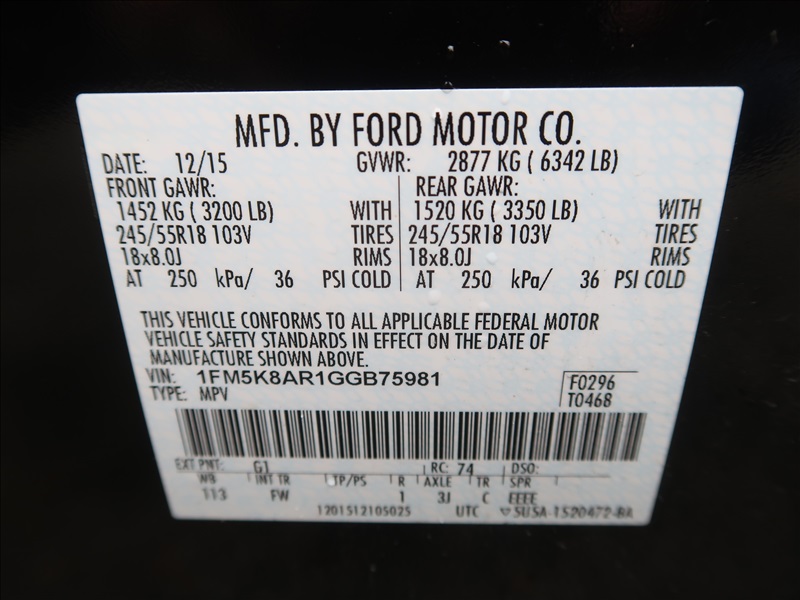 MFD. BY FORD MOTOR CO.
DATE: 12/15 GVWR: 2877 KG ( 6342 LB)
FRONT GAWR: REAR GAWR:
1452 KG ( 3200 LB) WITH 1520 KG ( 3350 LB) WITH
245/55R18 103V TIRES 245/55R18 103V TIRES
18x8.0J RIMS 18x8.0J RIMS
AT 250 kPa/ 36 PSI COLD AT 250 kPa/ 36 PSI COLD
THIS VEHICLE CONFORMS TO ALL APPLICABLE FEDERAL MOTOR
VEHICLE SAFETY STANDARDS IN EFFECT ON THE DATE OF
MANUFACTURE SHOWN ABOVE.
VIN: 1FM5K8AR1GGB75981 F0296
TYPE: MPV T0468
EXT PNT: G1 RC: 74 DSO:
WB INT TR TP/PS R AXLE TR SPR
113 FW 1 3J C EEEE
1201512105025 UTC 5U5A-1520472-BA